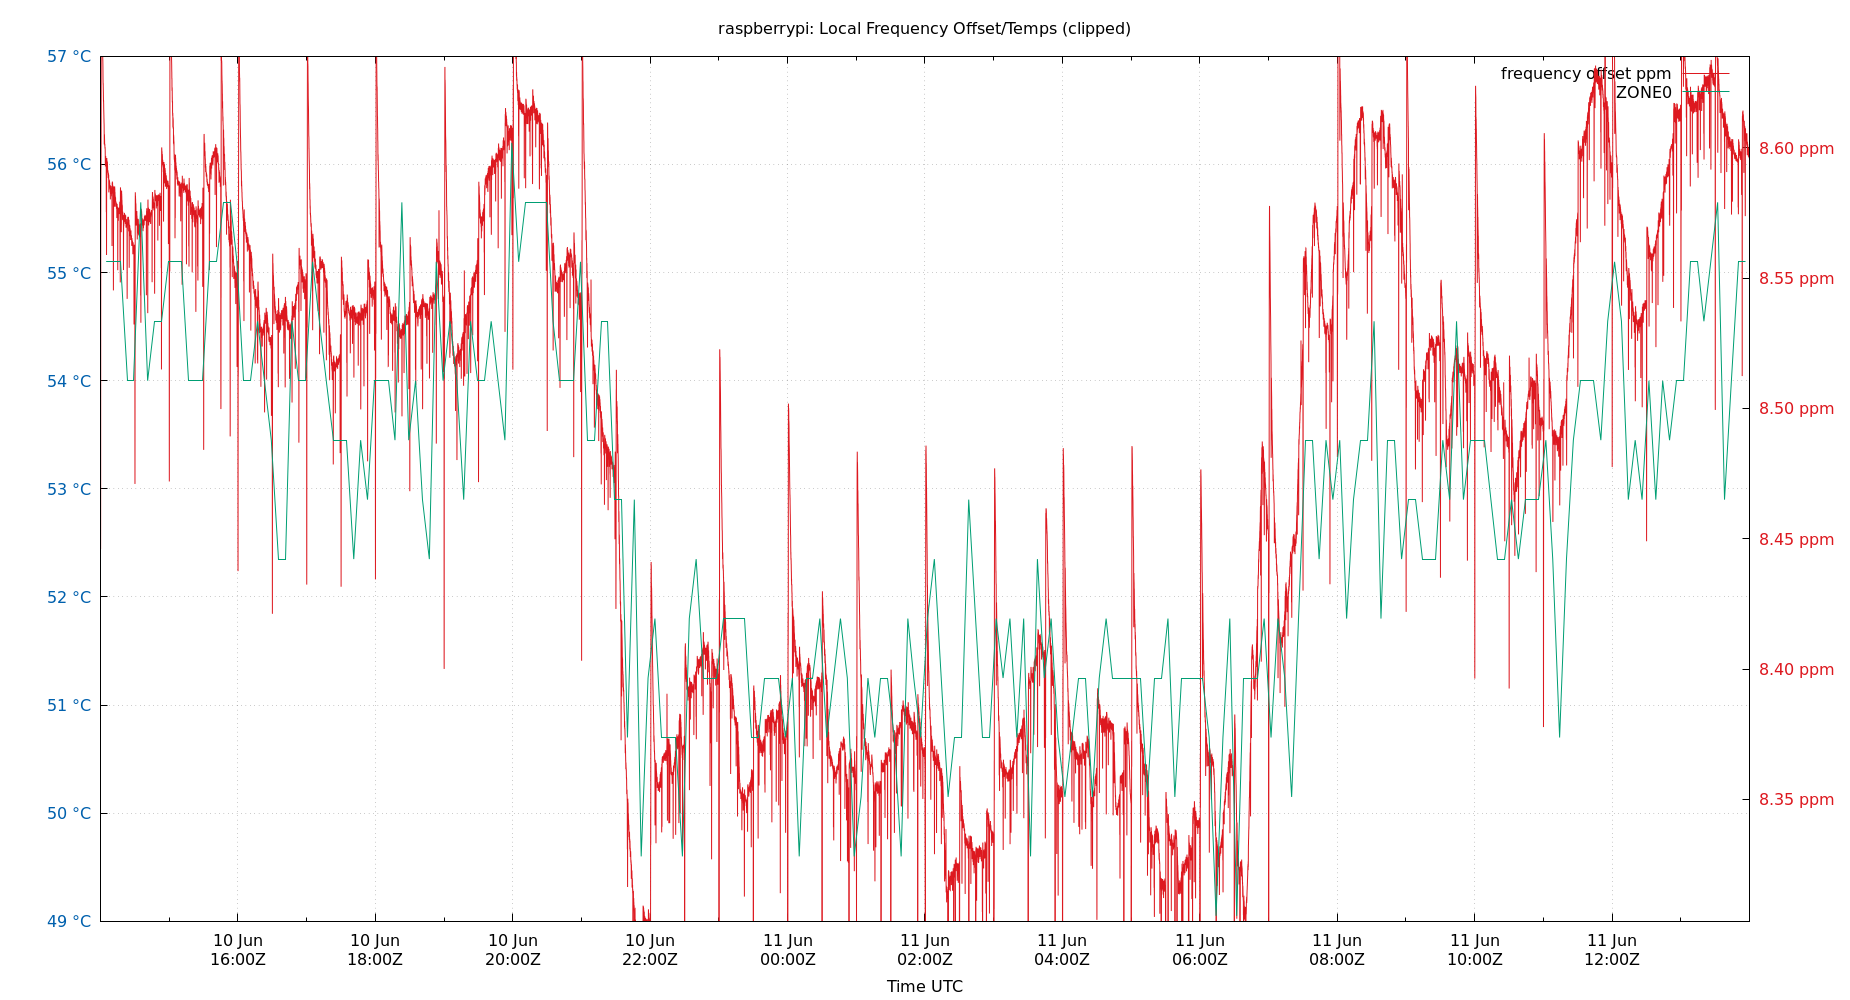 raspberrypi: Local Frequency Offset/Temps (clipped)
57 °C
56 °C
55 °C
54 °C
53 °C
52 °C
51 °C
50 °C
49 °C
frequency offset ppm
ZONE0
8.60 ppm
8.55 ppm
8.50 ppm
8.45 ppm
8.40 ppm
8.35 ppm
10 Jun
16:00Z
10 Jun
18:00Z
10 Jun
20:00Z
10 Jun
22:00Z
11 Jun
00:00Z
11 Jun
02:00Z
11 Jun
04:00Z
11 Jun
06:00Z
11 Jun
08:00Z
11 Jun
10:00Z
11 Jun
12:00Z
Time UTC